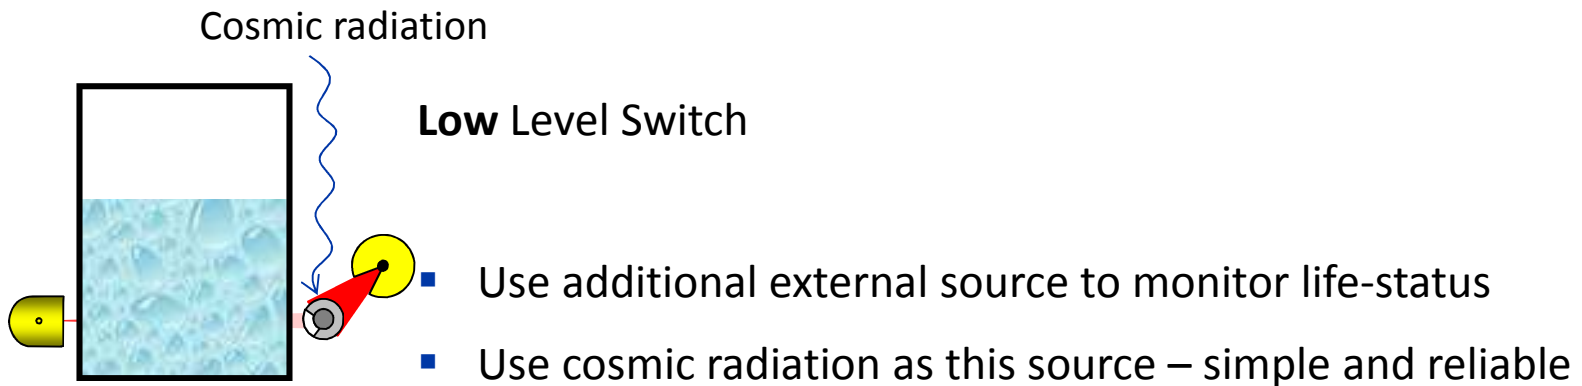 Cosmic radiation
Low Level Switch
▪ Use additional external source to monitor life-status
▪ Use cosmic radiation as this source – simple and reliable